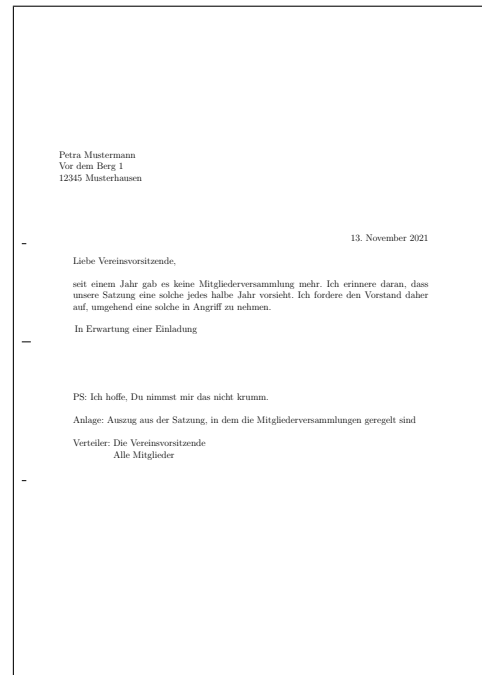 Petra Mustermann
Vor dem Berg 1
12345 Musterhausen
13. November 2021
Liebe Vereinsvorsitzende,
seit einem Jahr gab es keine Mitgliederversammlung mehr. Ich erinnere daran, dass
unsere Satzung eine solche jedes halbe Jahr vorsieht. Ich fordere den Vorstand daher
auf, umgehend eine solche in Angriff zu nehmen.
In Erwartung einer Einladung
PS: Ich hoffe, Du nimmst mir das nicht krumm.
Anlage: Auszug aus der Satzung, in dem die Mitgliederversammlungen geregelt sind
Verteiler: Die Vereinsvorsitzende
Alle Mitglieder